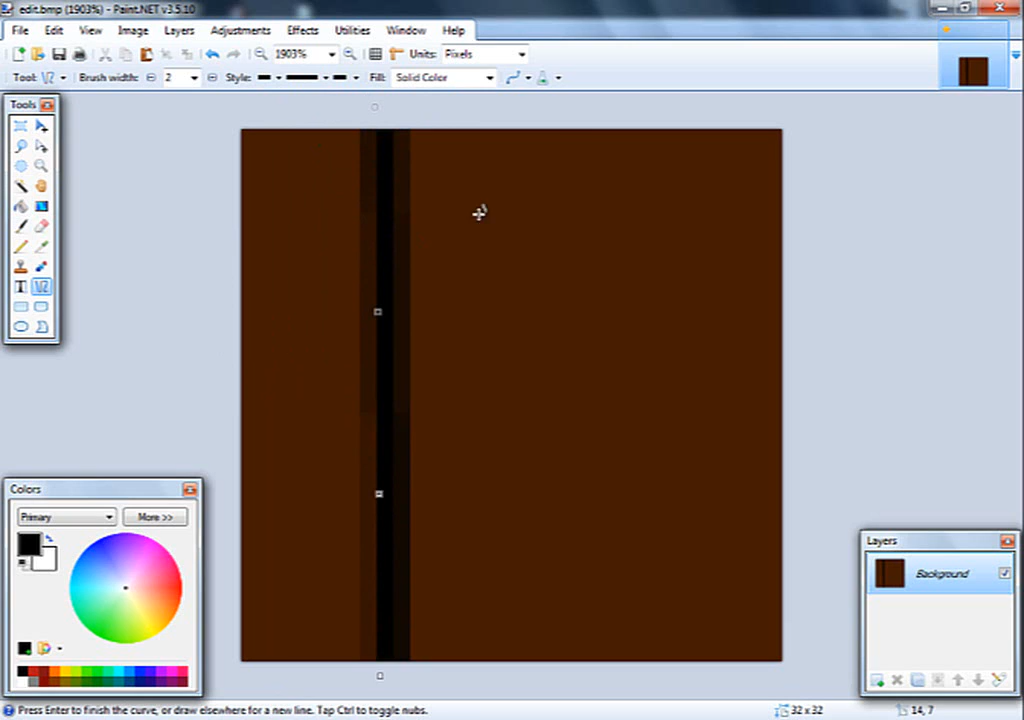 edit.bmp (1903%) - Paint.NET v3.5.10
File Edit View Image Layers Adjustments Effects Utilities Window Help
1903% Units: Pixels
Tool: Brush width: 2 Style: Fill: Solid Color
Tools
T
Colors
Primary More >>
Layers
Background
Press Enter to finish the curve, or draw elsewhere for a new line. Tap Ctrl to toggle nubs.
32 x 32
14, 7